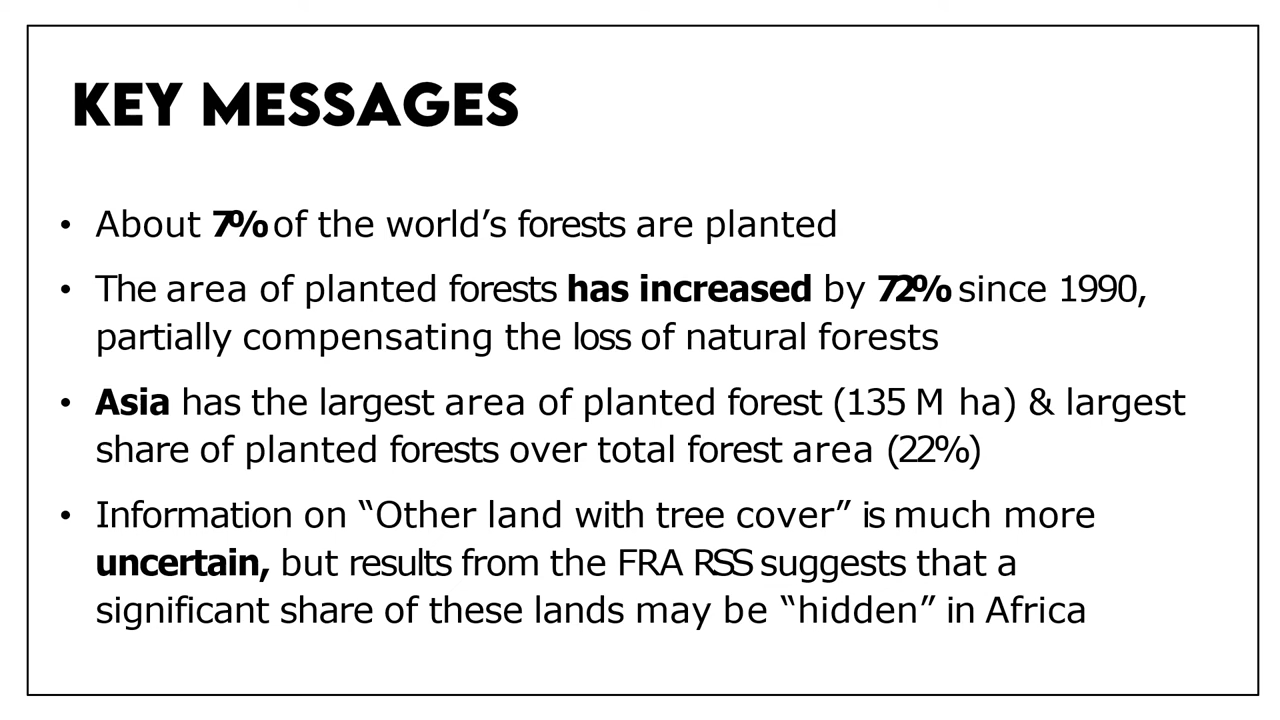 KEY MESSAGES
• About 7% of the world’s forests are planted
• The area of planted forests has increased by 72% since 1990,
partially compensating the loss of natural forests
• Asia has the largest area of planted forest (135 M ha) & largest
share of planted forests over total forest area (22%)
• Information on “Other land with tree cover” is much more
uncertain, but results from the FRA RSS suggests that a
significant share of these lands may be “hidden” in Africa